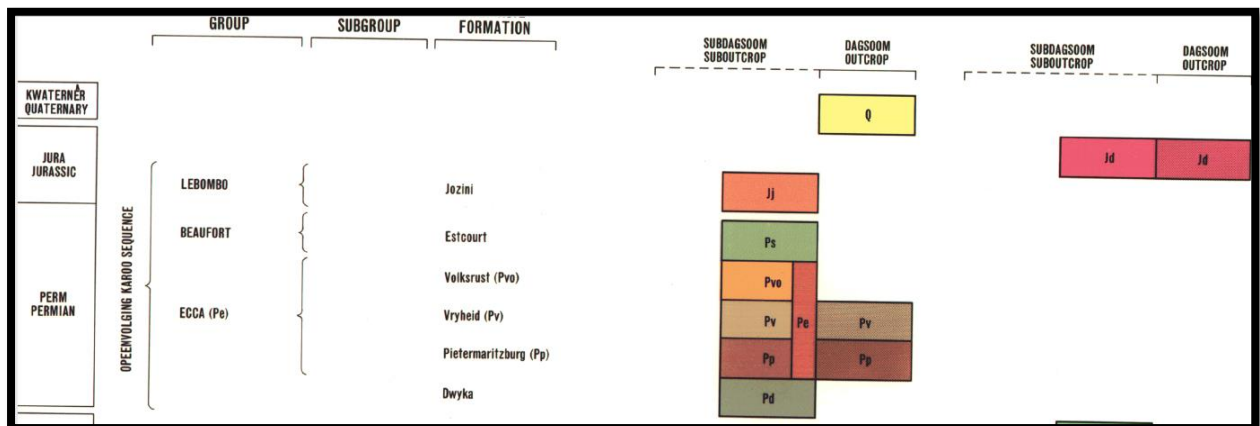 GROUP
SUBGROUP
FORMATION
SUBDAGSOOM
SUBOUTCROP
DAGSOOM
OUTCROP
SUBDAGSOOM
SUBOUTCROP
DAGSOOM
OUTCROP
KWATERNÊR
QUATERNARY
Q
JURA
JURASSIC
Jd
Jd
LEBOMBO
Jozini
Jj
BEAUFORT
Estcourt
Ps
OPEENVOLGING KAROO SEQUENCE
PERM
PERMIAN
ECCA (Pe)
Volksrust (Pvo)
Pvo
Vryheid (Pv)
Pv
Pe
Pv
Pietermaritzburg (Pp)
Pp
Pp
Dwyka
Pd